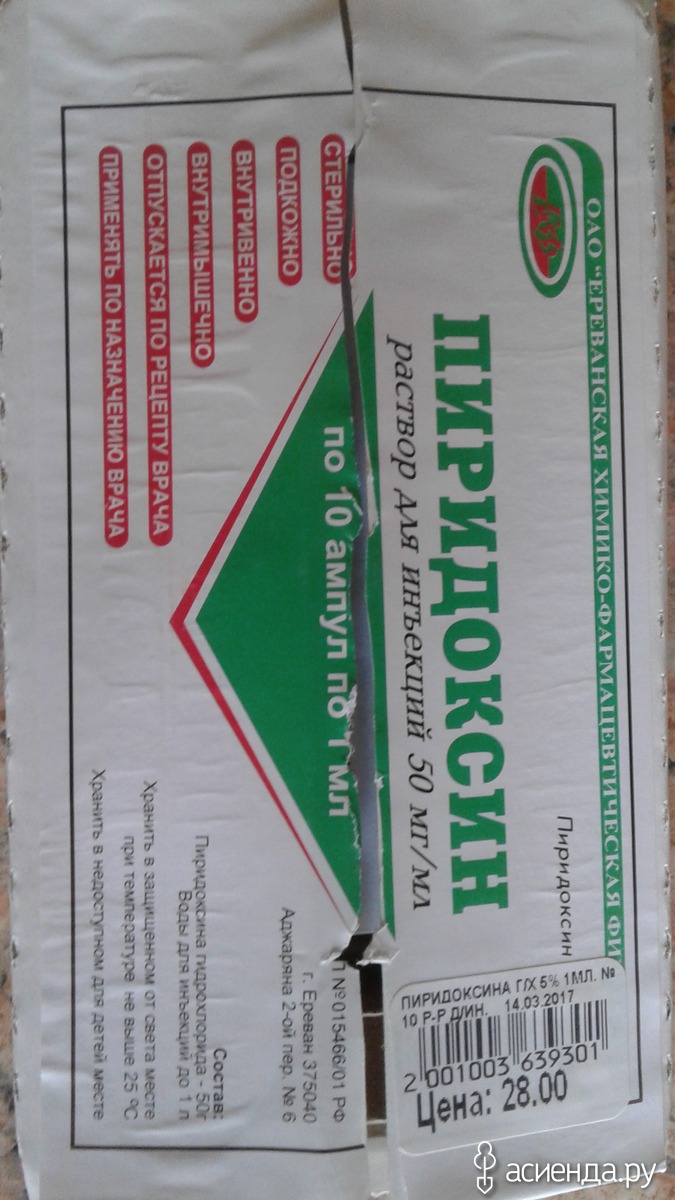 ОАО "ЕРЕВАНСКАЯ ХИМИКО-ФАРМАЦЕВТИЧЕСКАЯ
Пиридоксин
ПИРИДОКСИН
раствор для инъекций 50 мг/мл
по 10 ампул по 1 мл
СТЕРИЛЬНО
ПОДКОЖНО
ВНУТРИВЕННО
ВНУТРИМЫШЕЧНО
ОТПУСКАЕТСЯ ПО РЕЦЕПТУ ВРАЧА
ПРИМЕНЯТЬ ПО НАЗНАЧЕНИЮ ВРАЧА
П №015466/01 РФ
г. Ереван 375040
Аджаряна 2-ой пер. № 6
Состав:
Пиридоксина гидрохлорида - 50г
Воды для инъекций до 1 л
Хранить в защищенном от света месте
при температуре не выше 25 °C
Хранить в недоступном для детей месте
ПИРИДОКСИНА Г/Х 5% 1МЛ. №
10 Р-Р Д/ИН. 14.03.2017
2 001003 639301
Цена: 28.00
асиенда.ру